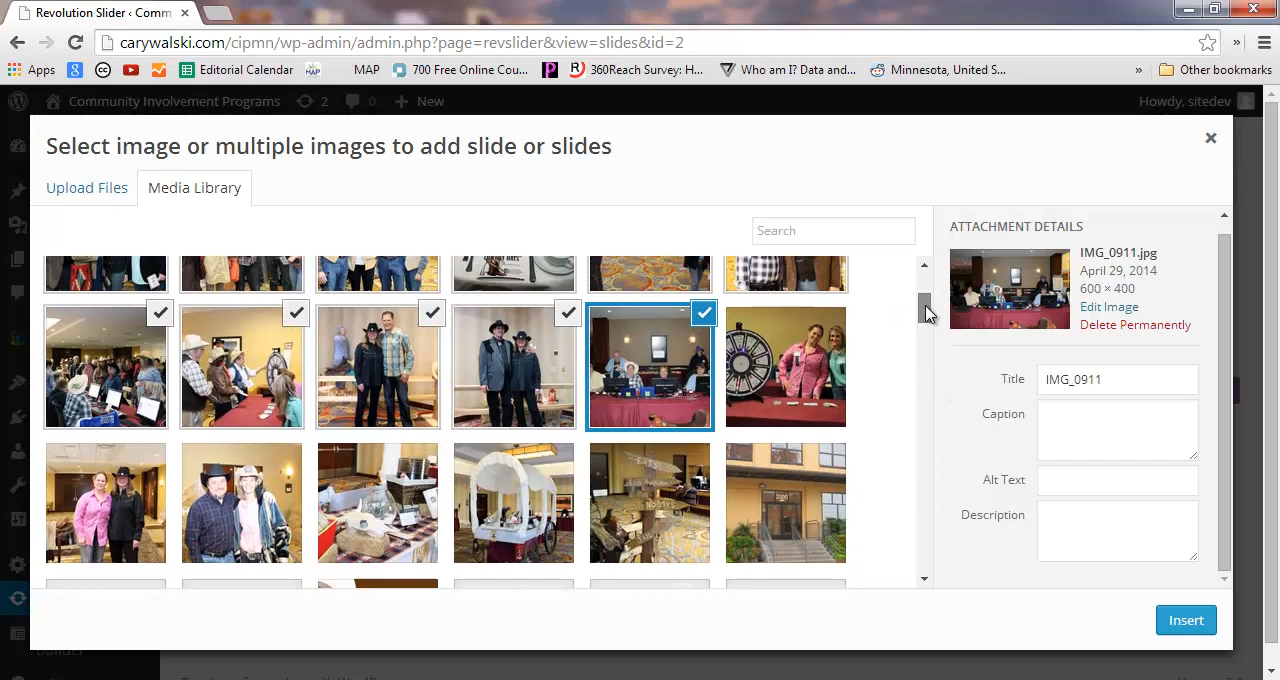 Revolution Slider ‹ Comm
carywalski.com/cipmn/wp-admin/admin.php?page=revslider&view=slides&id=2
Apps
Editorial Calendar
MAP
700 Free Online Cou...
360Reach Survey: H...
Who am I? Data and...
Minnesota, United S...
»
Other bookmarks
Community Involvement Programs
2
0
New
Howdy, sitedev
Select image or multiple images to add slide or slides
Upload Files
Media Library
Search
ATTACHMENT DETAILS
IMG_0911.jpg
April 29, 2014
600 × 400
Edit Image
Delete Permanently
Title
IMG_0911
Caption
Alt Text
Description
Insert